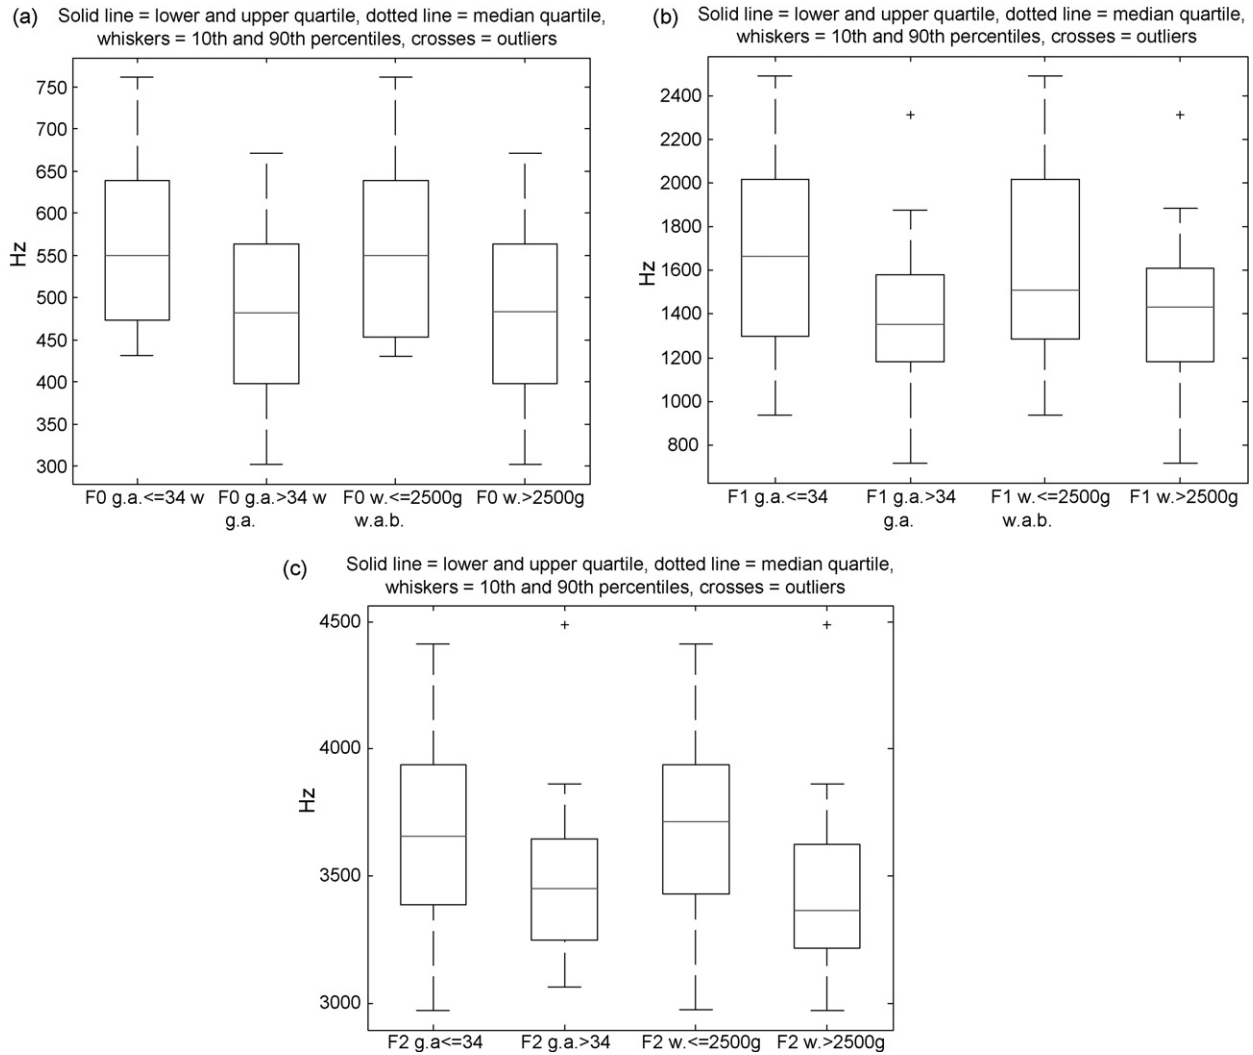 (a) Solid line = lower and upper quartile, dotted line = median quartile,
whiskers = 10th and 90th percentiles, crosses = outliers
750
700
650
600
550
500
450
400
350
300
Hz
F0 g.a.<=34 w F0 g.a.>34 w F0 w.<=2500g F0 w.>2500g
g.a. w.a.b.
(b) Solid line = lower and upper quartile, dotted line = median quartile,
whiskers = 10th and 90th percentiles, crosses = outliers
2400
2200
2000
1800
1600
1400
1200
1000
800
Hz
F1 g.a.<=34 F1 g.a.>34 F1 w.<=2500g F1 w.>2500g
g.a. w.a.b.
(c) Solid line = lower and upper quartile, dotted line = median quartile,
whiskers = 10th and 90th percentiles, crosses = outliers
4500
4000
3500
3000
Hz
F2 g.a<=34 F2 g.a.>34 F2 w.<=2500g F2 w.>2500g